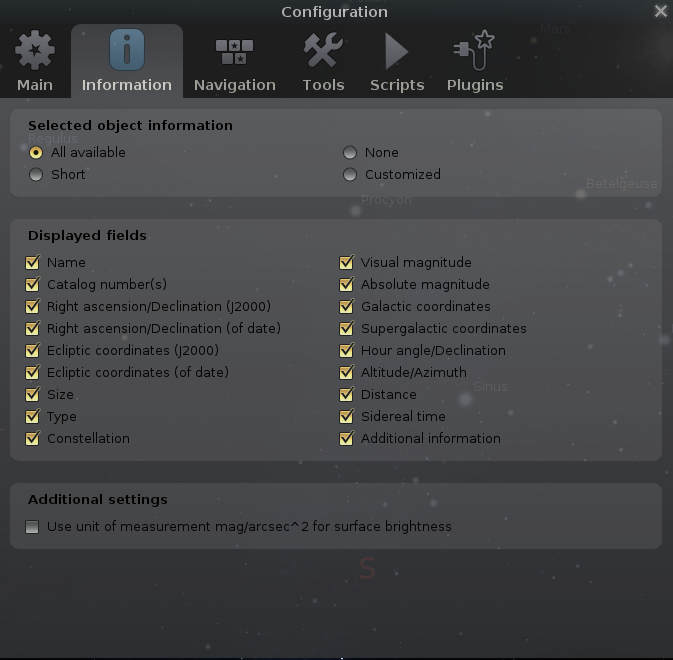 Configuration
Mars
Main
Information
Navigation
Tools
Scripts
Plugins
Selected object information
Regulus
All available
None
Short
Customized
Betelgeuse
Procyon
Displayed fields
Name
Visual magnitude
Catalog number(s)
Absolute magnitude
Right ascension/Declination (J2000)
Galactic coordinates
Right ascension/Declination (of date)
Supergalactic coordinates
Ecliptic coordinates (J2000)
Hour angle/Declination
Ecliptic coordinates (of date)
Altitude/Azimuth
Sirius
Size
Distance
Type
Sidereal time
Constellation
Additional information
Additional settings
Use unit of measurement mag/arcsec^2 for surface brightness
S